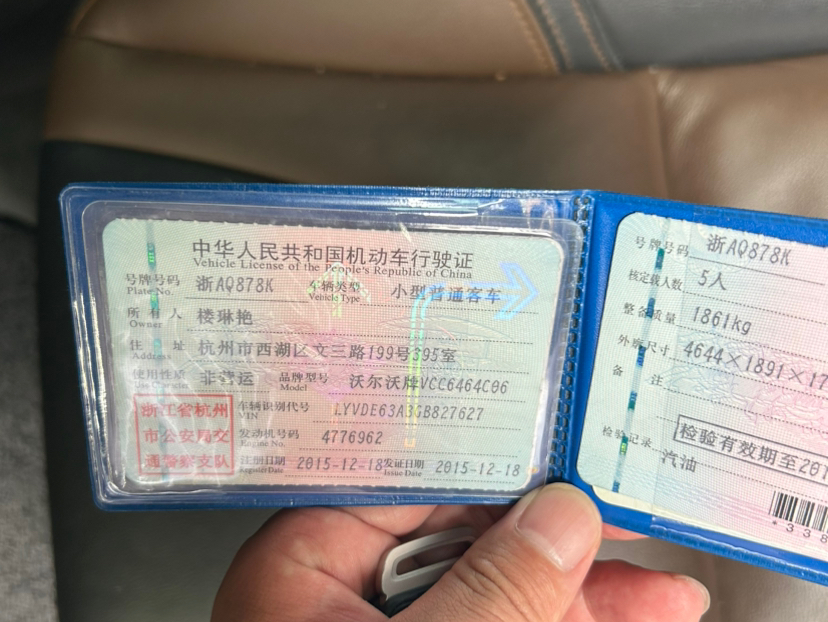 中华人民共和国机动车行驶证
Vehicle License of the People's Republic of China
号牌号码 浙AQ878K 车辆类型 小型普通客车
Plate No. Vehicle Type
所有人 楼琳艳
Owner
住址 杭州市西湖区文三路199号395室
Address
使用性质 非营运 品牌型号 沃尔沃牌VCC6464C06
Use Character Model
浙江省杭州
市公安局交
通警察支队
车辆识别代号 LYVDE63A3GB827627
VIN
发动机号码 4776962
Engine No.
注册日期 2015-12-18 发证日期 2015-12-18
Register Date Issue Date
号牌号码 浙AQ878K
核定载人数 5人
整备质量 1861kg
外廓尺寸 4644×1891×17
备注
检验记录 检验有效期至201
汽油
*338